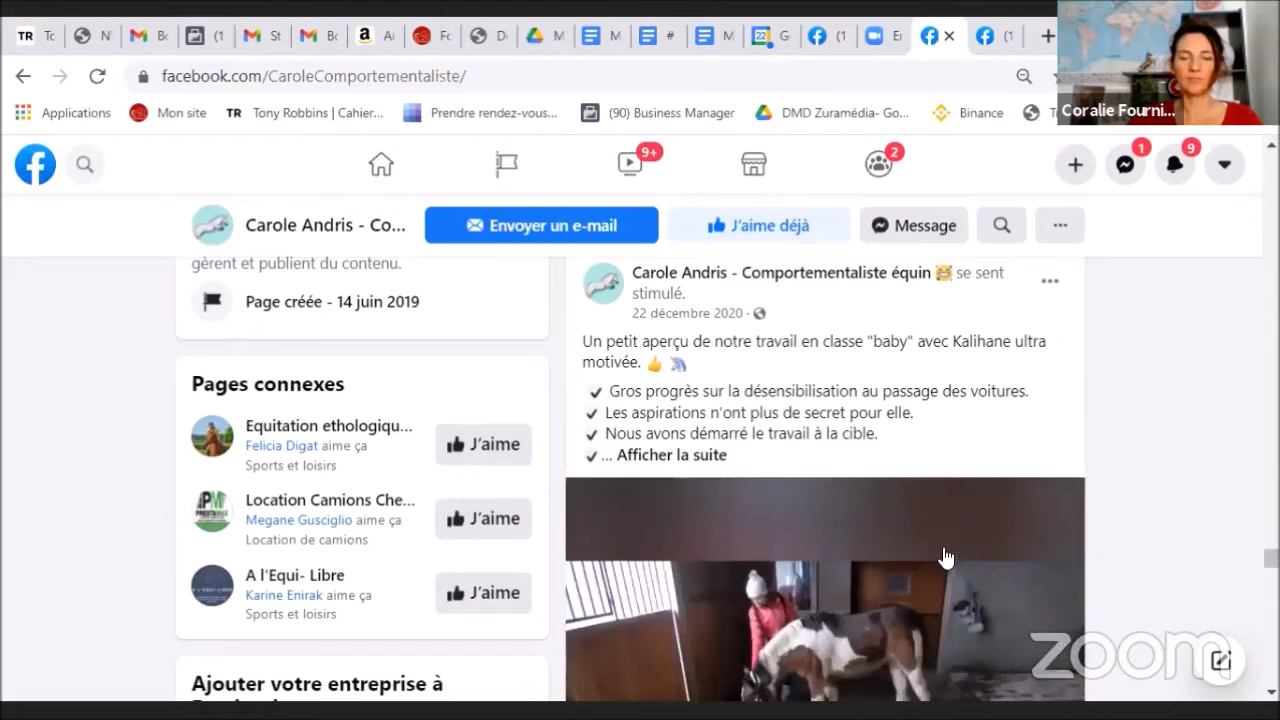 TR
(1
(1
facebook.com/CaroleComportementaliste/
Applications
Mon site
TR Tony Robbins | Cahier...
Prendre rendez-vous...
(90) Business Manager
DMD Zuramédia- Go...
Binance
Coralie Fourni...
9+
2
1
9
Carole Andris - Co...
Envoyer un e-mail
J'aime déjà
Message
gèrent et publient du contenu.
Page créée - 14 juin 2019
Pages connexes
Equitation ethologiqu...
Felicia Digat aime ça
Sports et loisirs
J'aime
Location Camions Che...
Megane Gusciglio aime ça
Location de camions
J'aime
A l'Equi- Libre
Karine Enirak aime ça
Sports et loisirs
J'aime
Ajouter votre entreprise à
Carole Andris - Comportementaliste équin 😹 se sent
stimulé.
22 décembre 2020 ·
Un petit aperçu de notre travail en classe "baby" avec Kalihane ultra
motivée. 👍 🦄
✔ Gros progrès sur la désensibilisation au passage des voitures.
✔ Les aspirations n'ont plus de secret pour elle.
✔ Nous avons démarré le travail à la cible.
✔ ... Afficher la suite
zoom